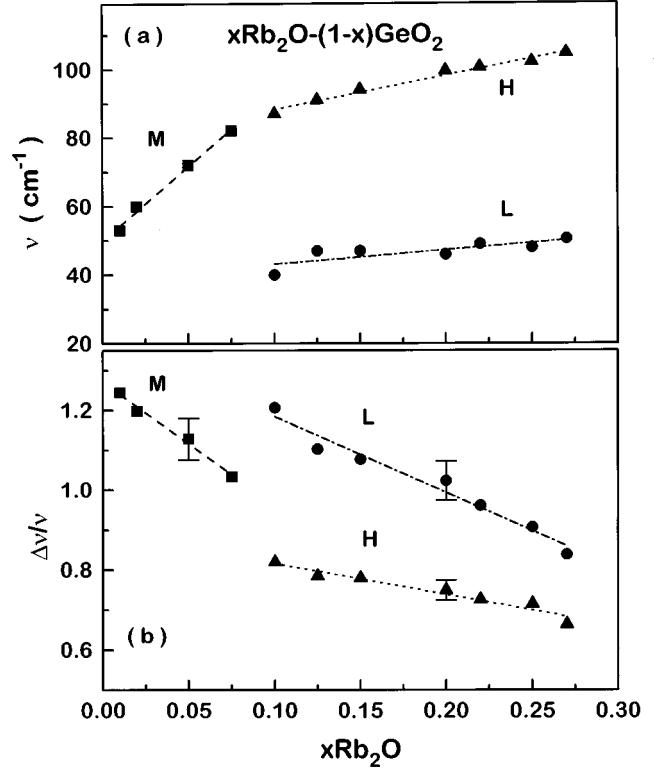 ( a ) xRb₂O-(1-x)GeO₂
100
80
60
40
20
ν ( cm⁻¹ )
M
H
L
1.2
1.0
0.8
0.6
Δν/ν
M
L
H
( b )
0.00 0.05 0.10 0.15 0.20 0.25 0.30
xRb₂O